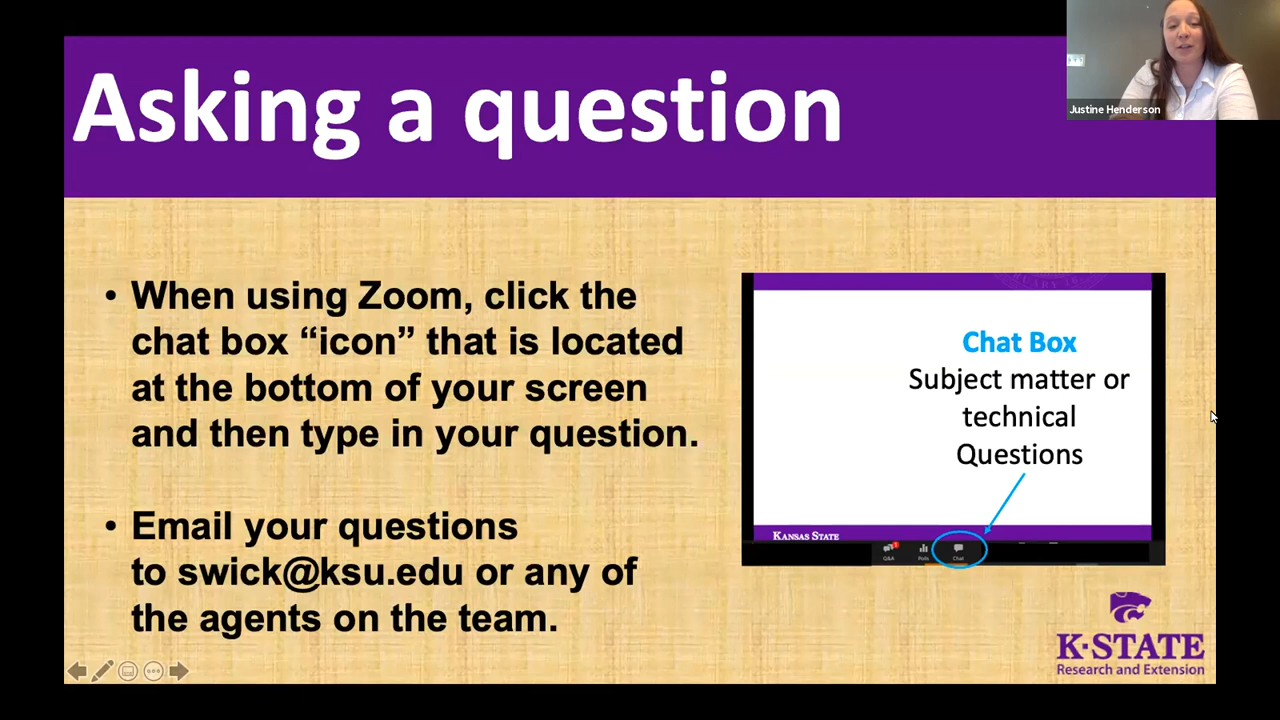 Asking a question
Justine Henderson
• When using Zoom, click the
chat box “icon” that is located
at the bottom of your screen
and then type in your question.
• Email your questions
to swick@ksu.edu or any of
the agents on the team.
Chat Box
Subject matter or
technical
Questions
KANSAS STATE
Q&A Polls Chat
K-STATE
Research and Extension